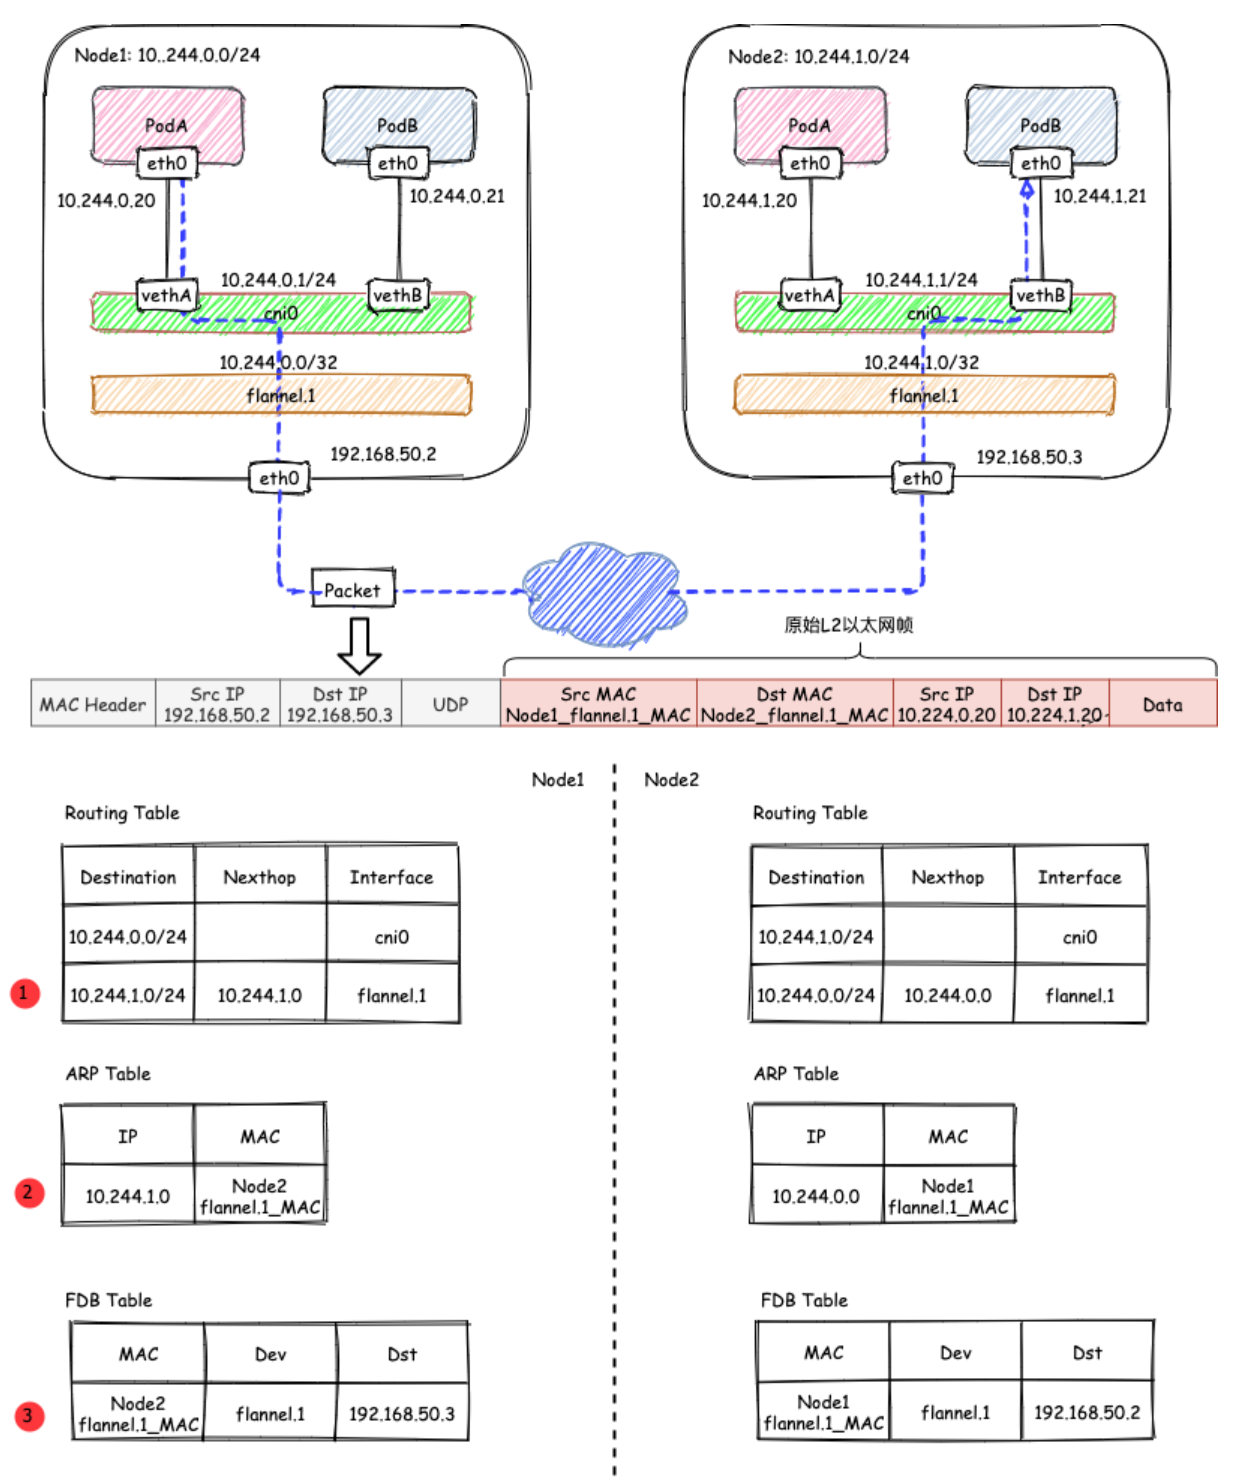 Node1: 10..244.0.0/24
PodA
PodB
eth0
eth0
10.244.0.20
10.244.0.21
10.244.0.1/24
vethA
vethB
cni0
10.244.0.0/32
flannel.1
192.168.50.2
eth0
Node2: 10.244.1.0/24
PodA
PodB
eth0
eth0
10.244.1.20
10.244.1.21
10.244.1.1/24
vethA
vethB
cni0
10.244.1.0/32
flannel.1
192.168.50.3
eth0
Packet
原始L2以太网帧
MAC Header
Src IP
192.168.50.2
Dst IP
192.168.50.3
UDP
Src MAC
Node1_flannel.1_MAC
Dst MAC
Node2_flannel.1_MAC
Src IP
10.224.0.20
Dst IP
10.224.1.20
Data
Node1
Node2
Routing Table
Destination Nexthop Interface
10.244.0.0/24 cni0
1 10.244.1.0/24 10.244.1.0 flannel.1
ARP Table
IP MAC
2 10.244.1.0 Node2
flannel.1_MAC
FDB Table
MAC Dev Dst
3 Node2
flannel.1_MAC flannel.1 192.168.50.3
Routing Table
Destination Nexthop Interface
10.244.1.0/24 cni0
10.244.0.0/24 10.244.0.0 flannel.1
ARP Table
IP MAC
10.244.0.0 Node1
flannel.1_MAC
FDB Table
MAC Dev Dst
Node1
flannel.1_MAC flannel.1 192.168.50.2